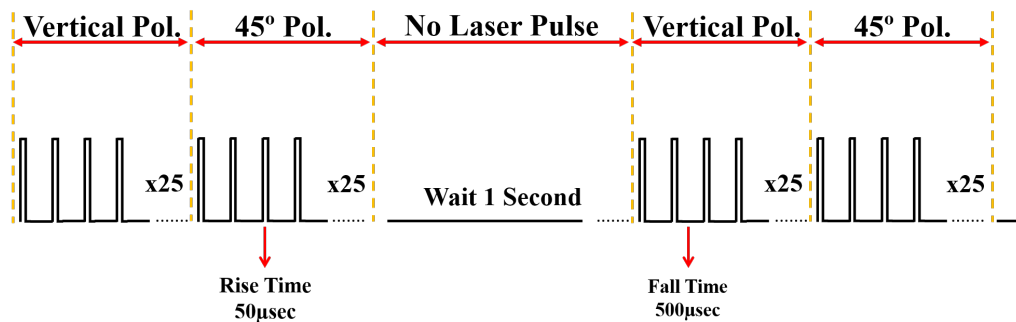 Vertical Pol.
45º Pol.
No Laser Pulse
Vertical Pol.
45º Pol.
x25
x25
Wait 1 Second
x25
x25
Rise Time
50µsec
Fall Time
500µsec